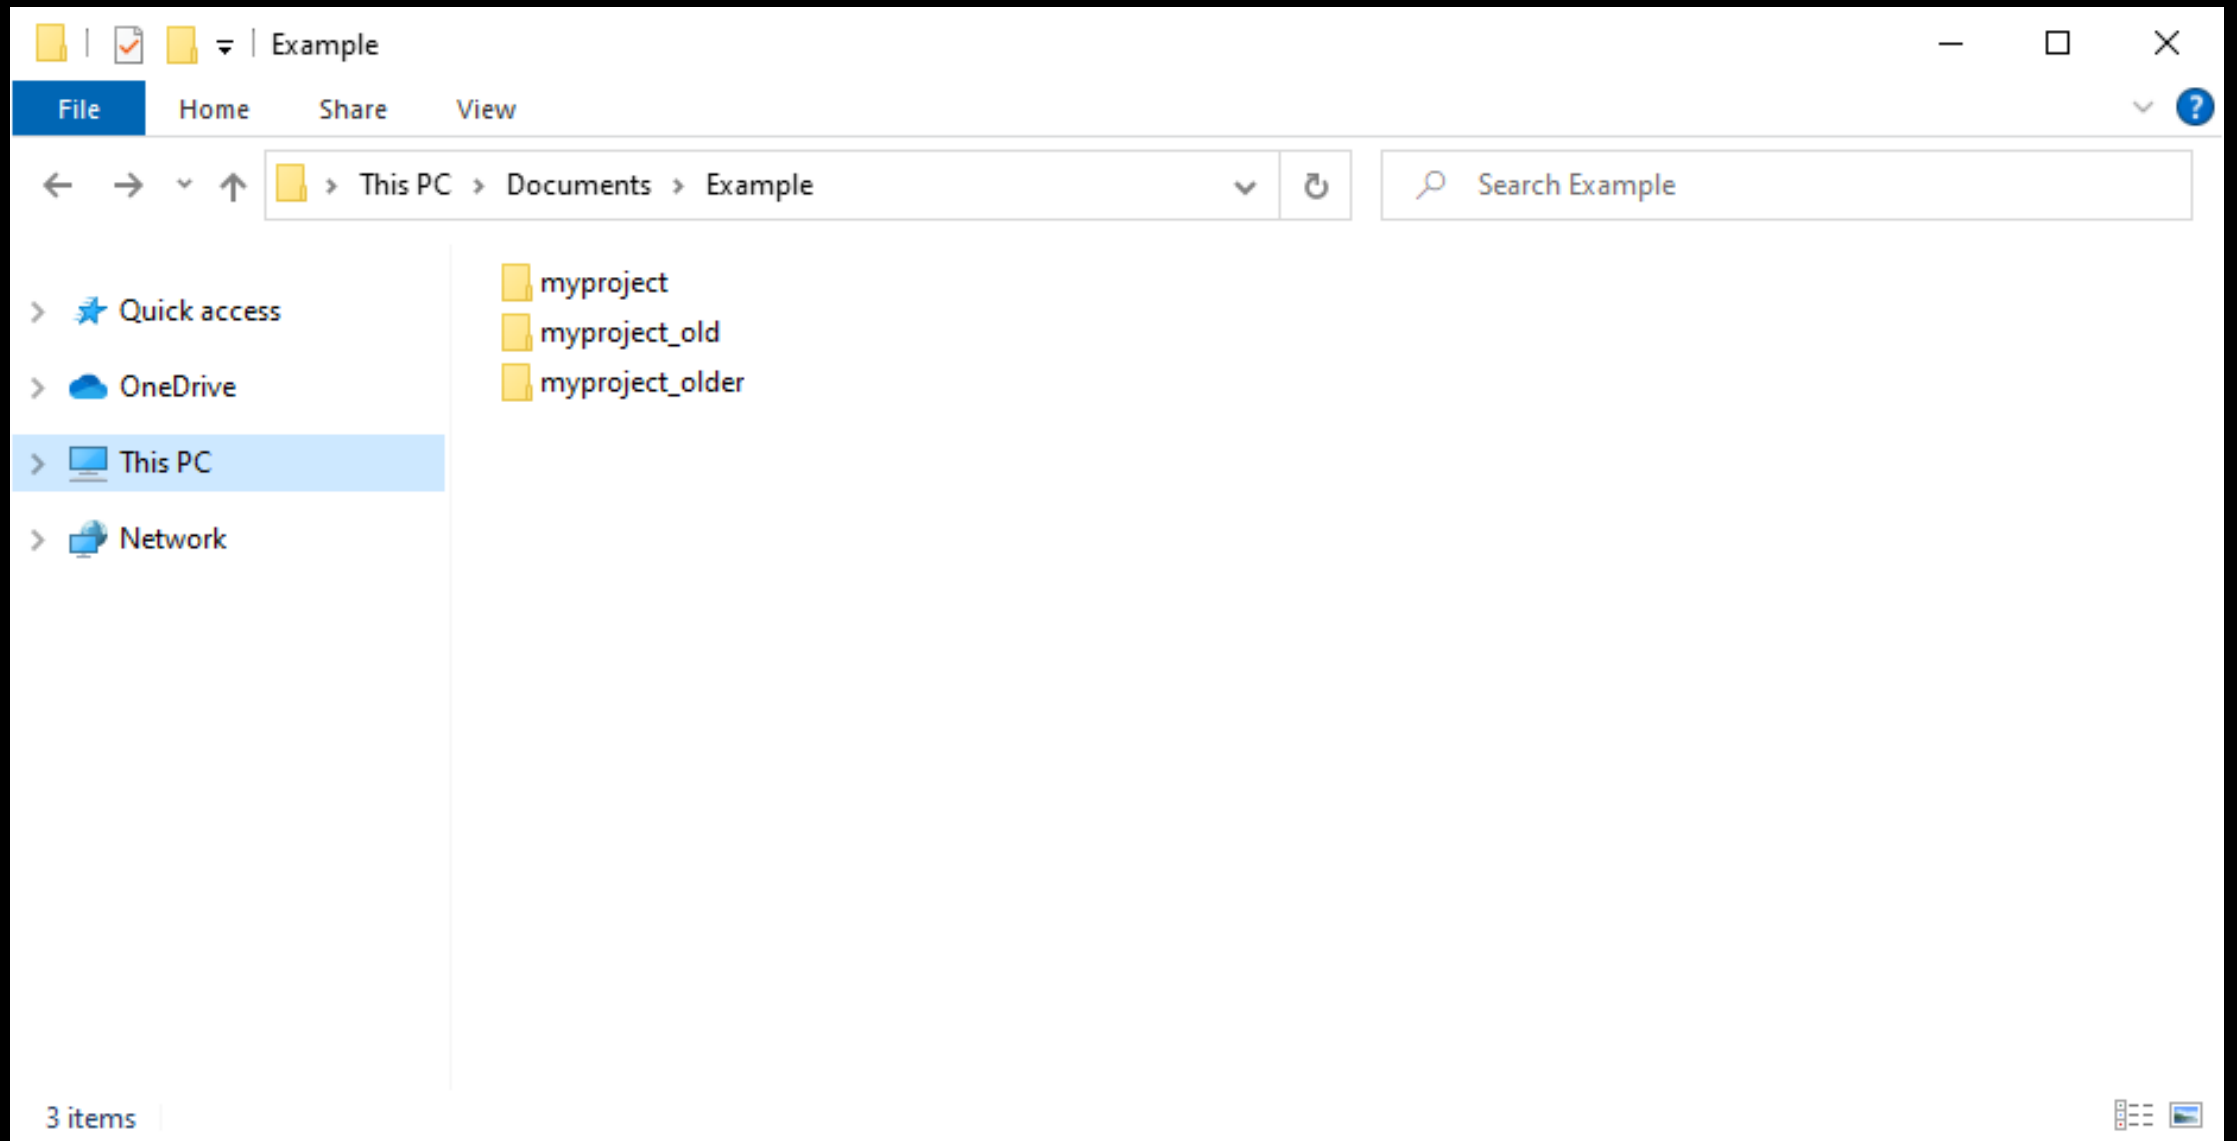 Example
File Home Share View
This PC Documents Example
Search Example
Quick access
OneDrive
This PC
Network
myproject
myproject_old
myproject_older
3 items